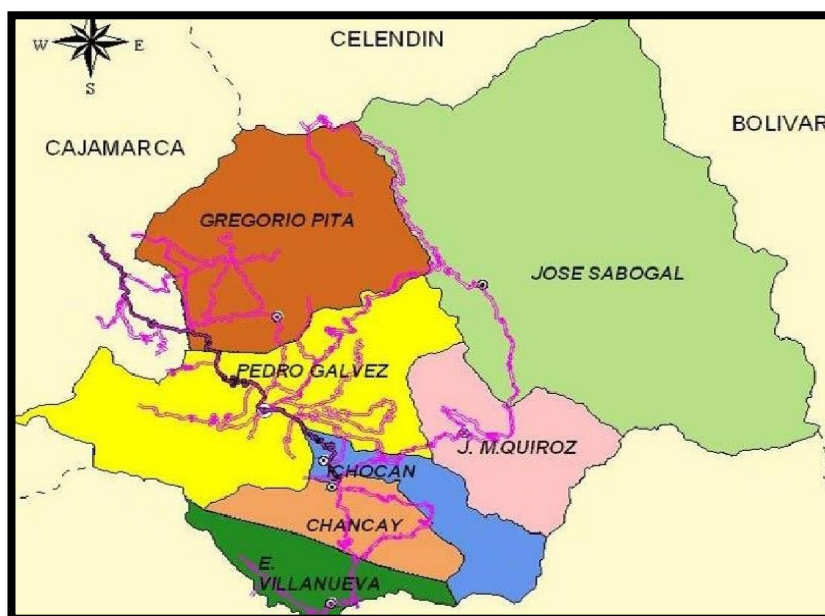 CELENDIN
W
E
S
BOLIVAR
CAJAMARCA
GREGORIO PITA
JOSE SABOGAL
PEDRO GALVEZ
J. M.QUIROZ
ICHOCAN
CHANCAY
E.
VILLANUEVA